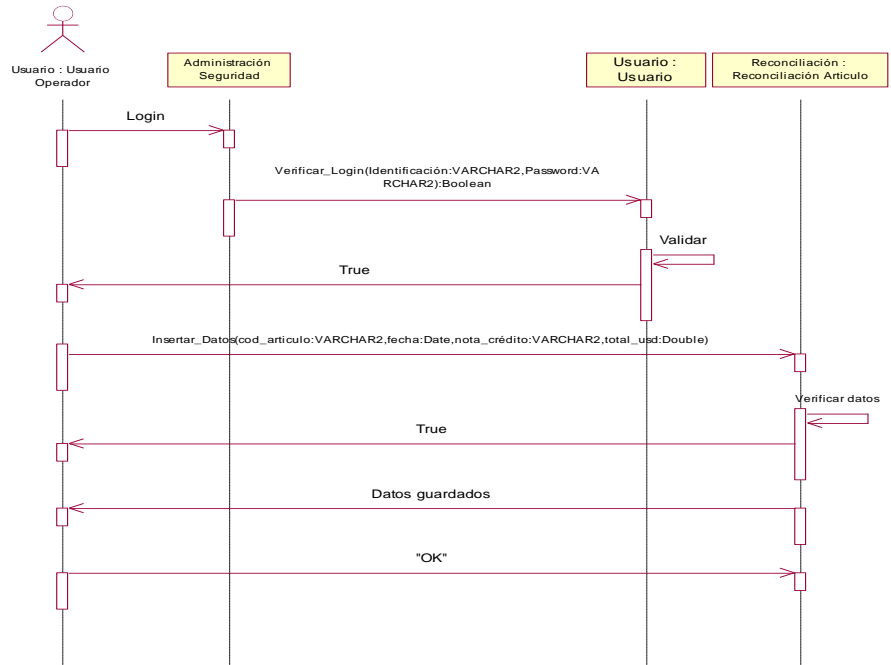 Usuario : Usuario
Operador
Administración
Seguridad
Usuario :
Usuario
Reconciliación :
Reconciliación Articulo
Login
Verificar_Login(Identificación:VARCHAR2,Password:VA
RCHAR2):Boolean
Validar
True
Insertar_Datos(cod_articulo:VARCHAR2,fecha:Date,nota_crédito:VARCHAR2,total_usd:Double)
Verificar datos
True
Datos guardados
"OK"